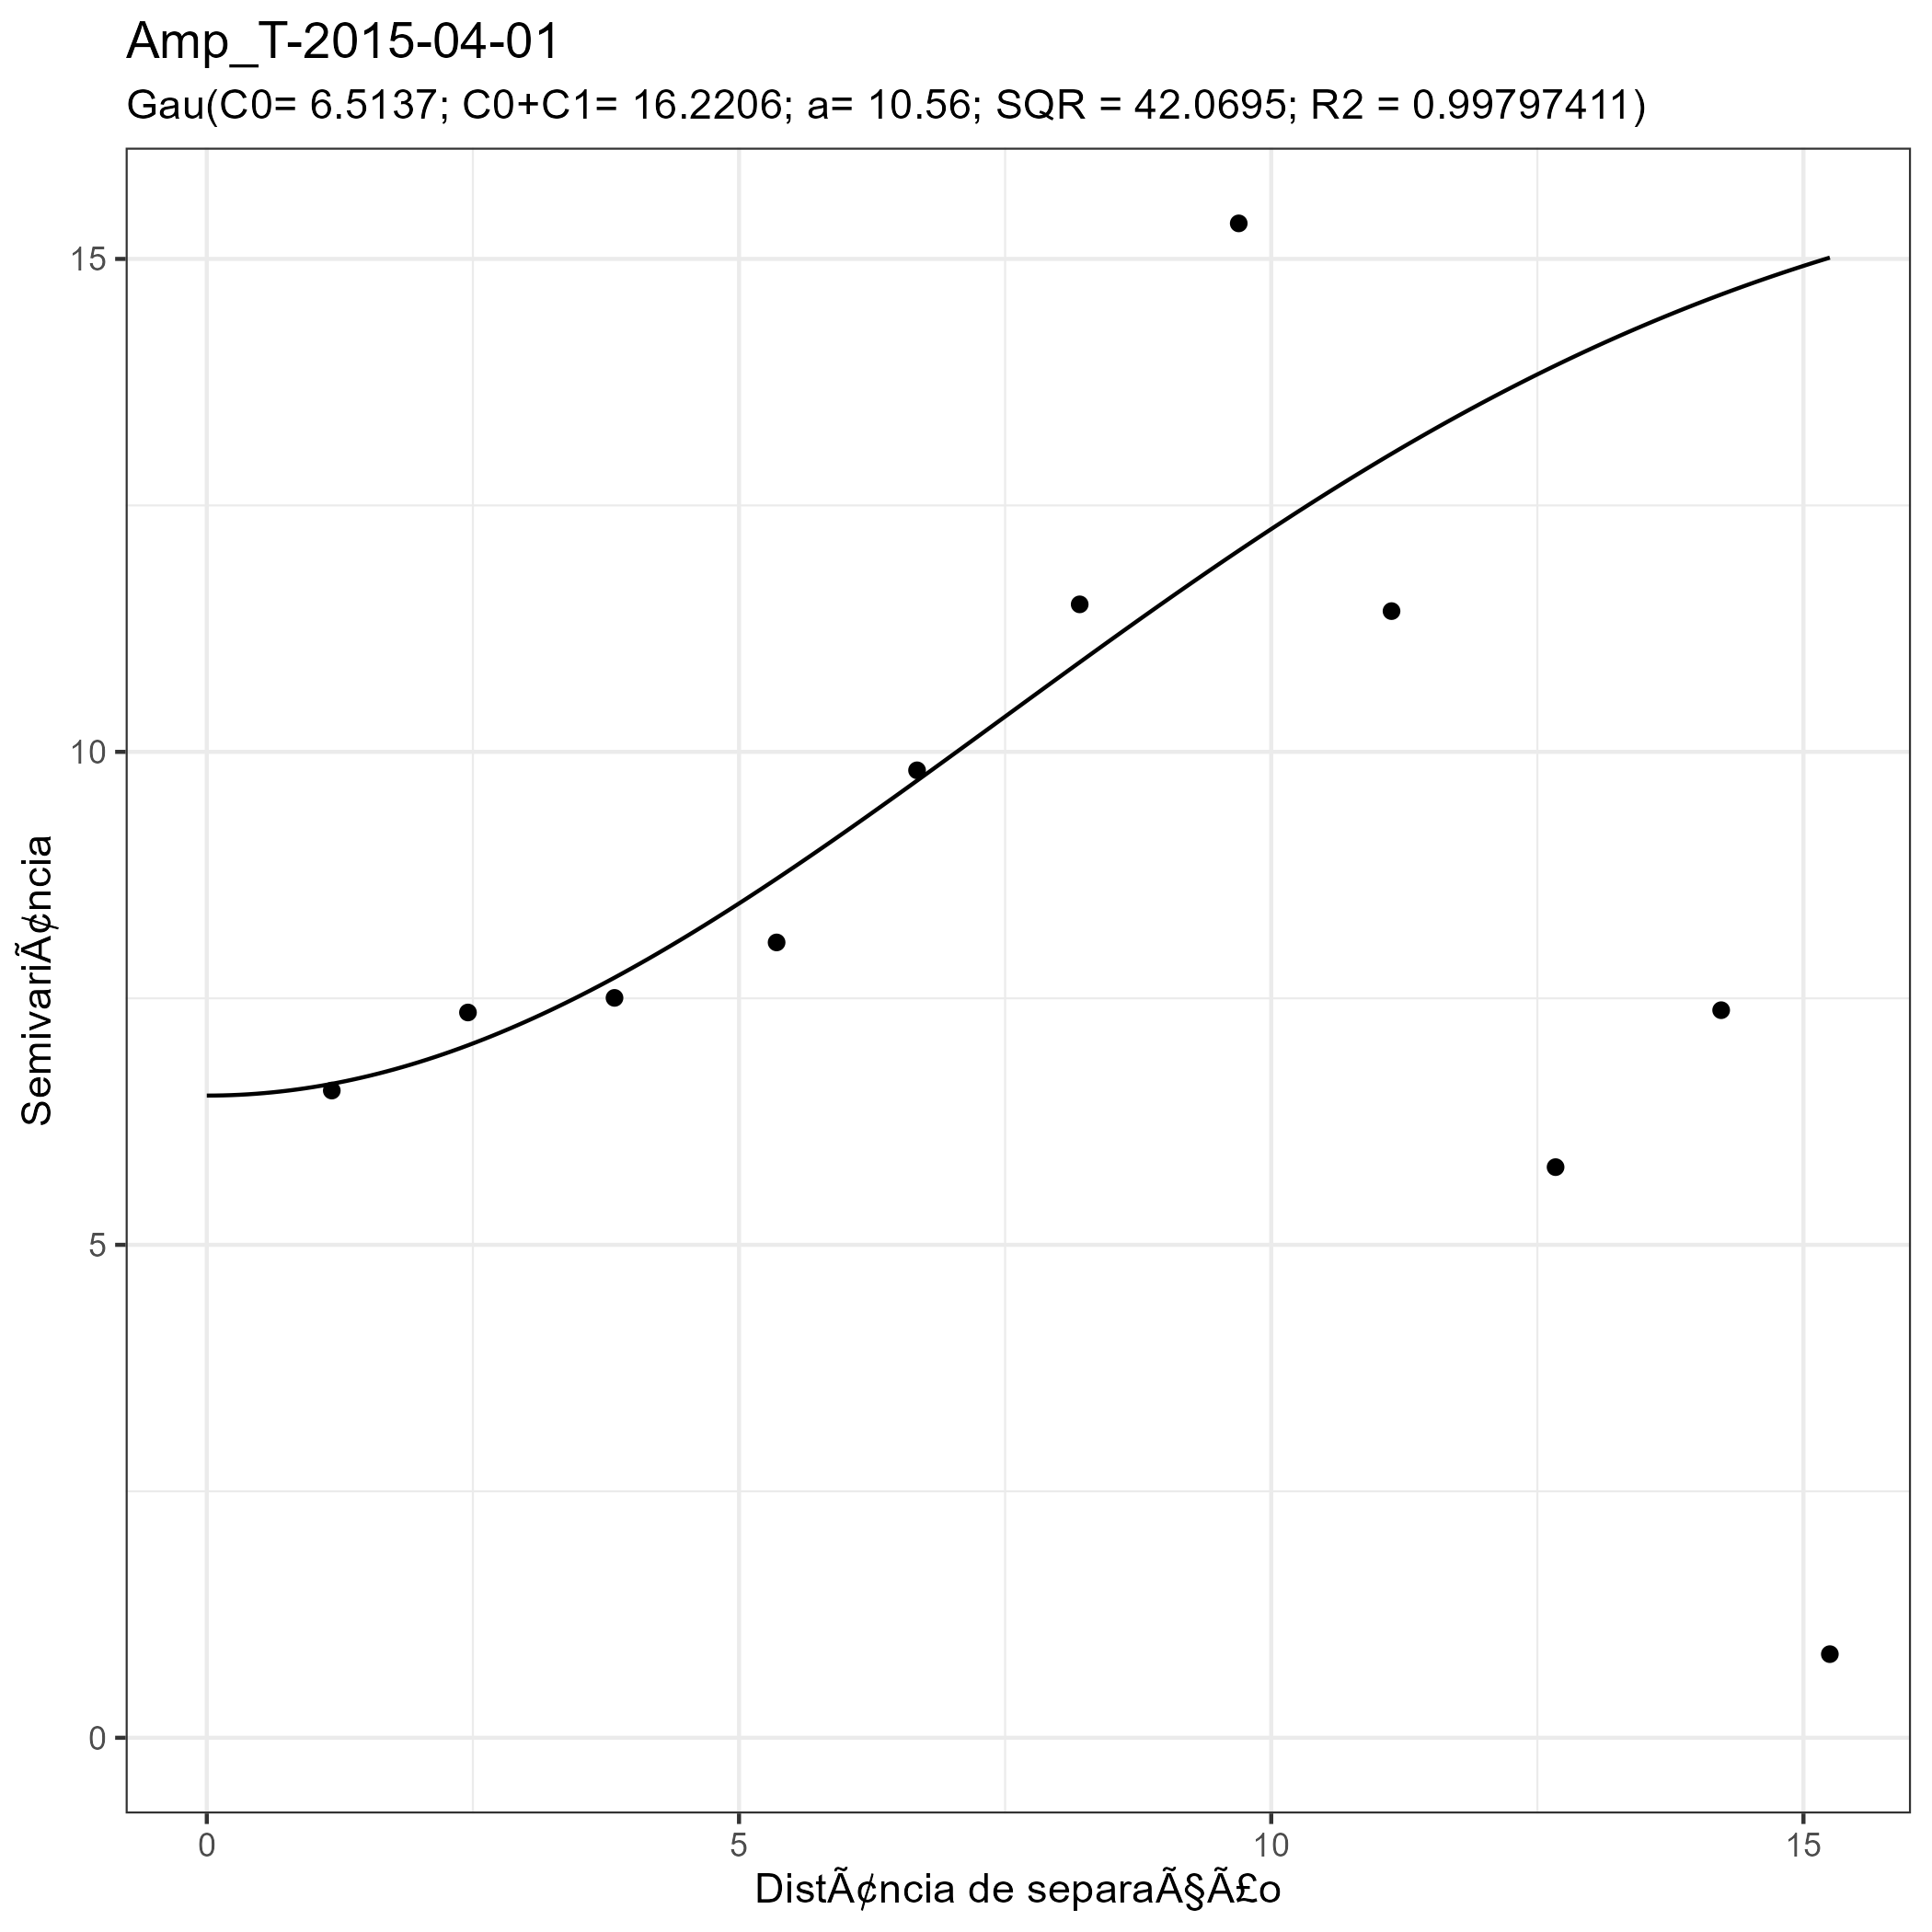 Amp_T-2015-04-01
Gau(C0= 6.5137; C0+C1= 16.2206; a= 10.56; SQR = 42.0695; R2 = 0.99797411)
15
10
5
0
SemivariÃ¢ncia
0 5 10 15
DistÃ¢ncia de separaÃ§Ã£o